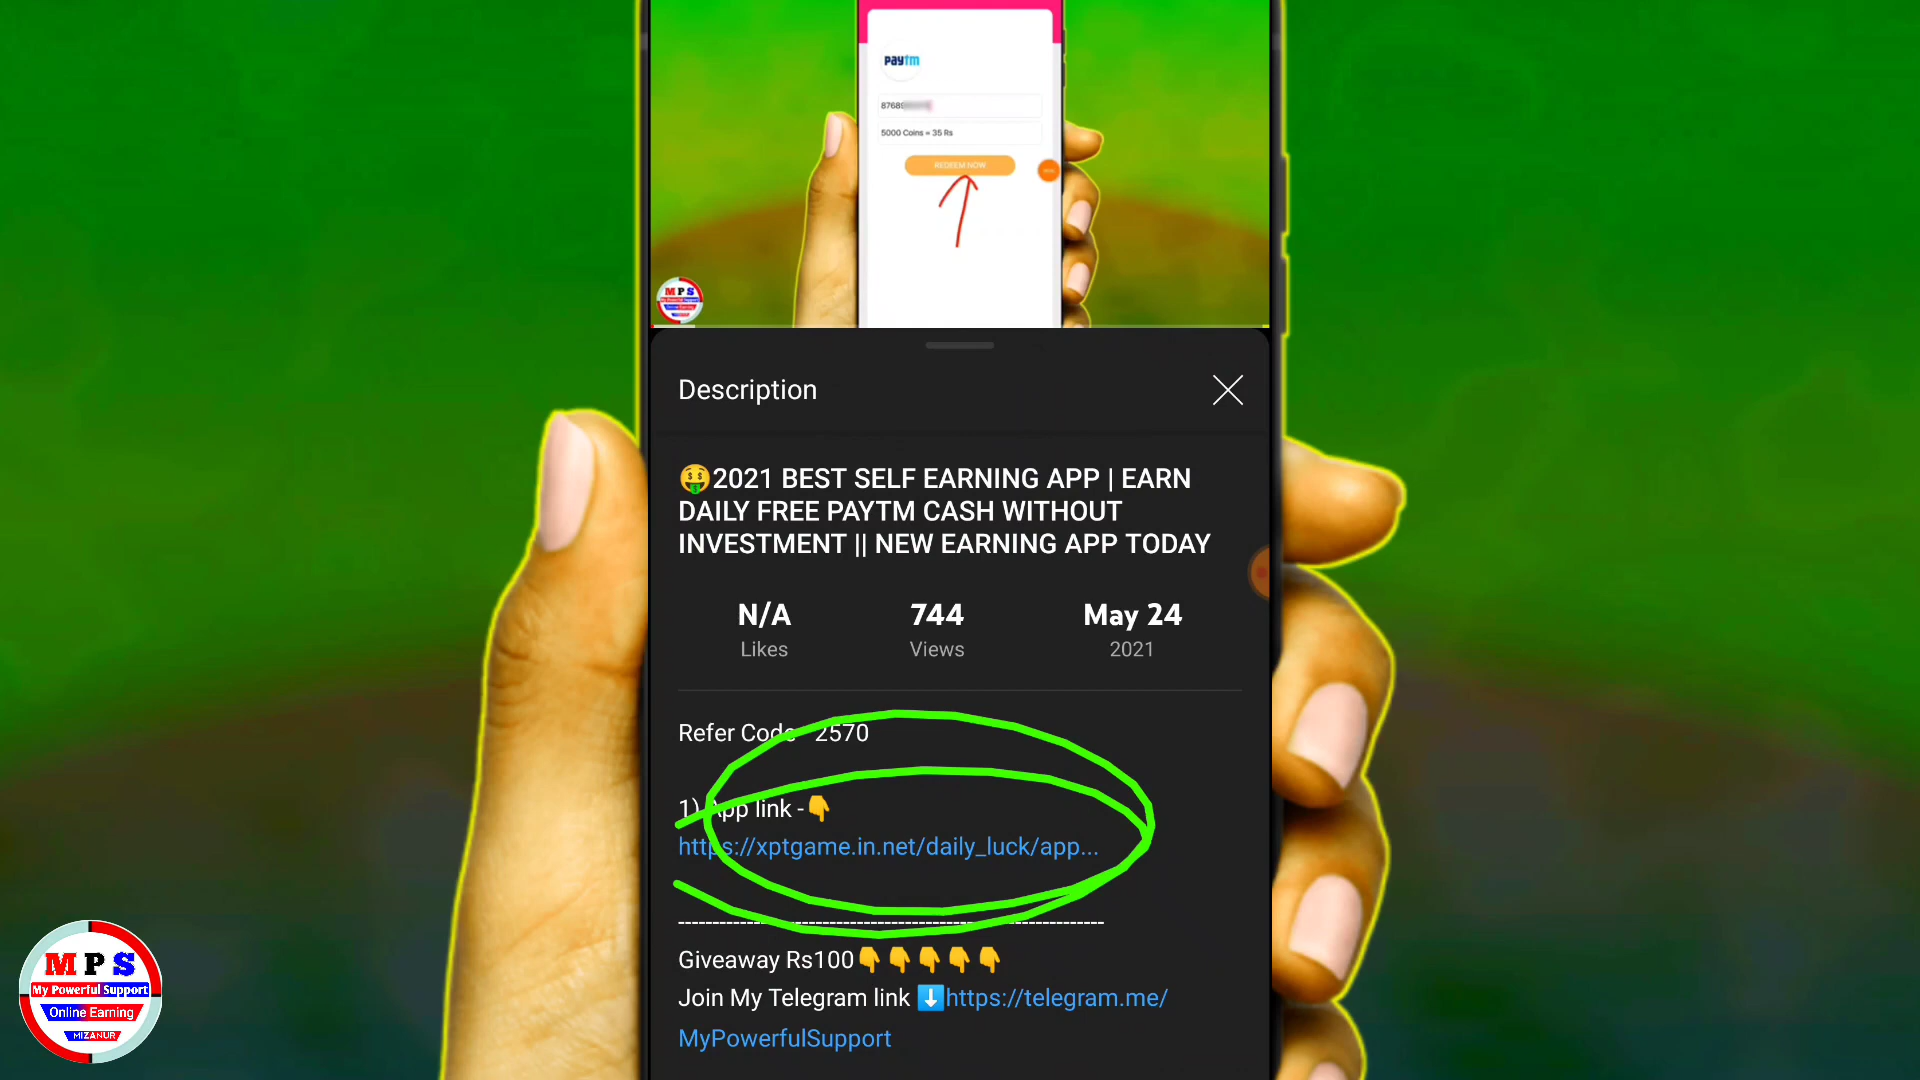 paytm
5000 Coins = 35 Rs
REDEEM NOW
M P S
Description
2021 BEST SELF EARNING APP | EARN
DAILY FREE PAYTM CASH WITHOUT
INVESTMENT || NEW EARNING APP TODAY
N/A
Likes
744
Views
May 24
2021
Refer Code 2570
1) App link -👇
https://xptgame.in.net/daily_luck/app...
Giveaway Rs100👇👇👇👇👇
Join My Telegram link ⬇️https://telegram.me/
MyPowerfulSupport
M P S
My Powerful Support
Online Earning
MIZANUR